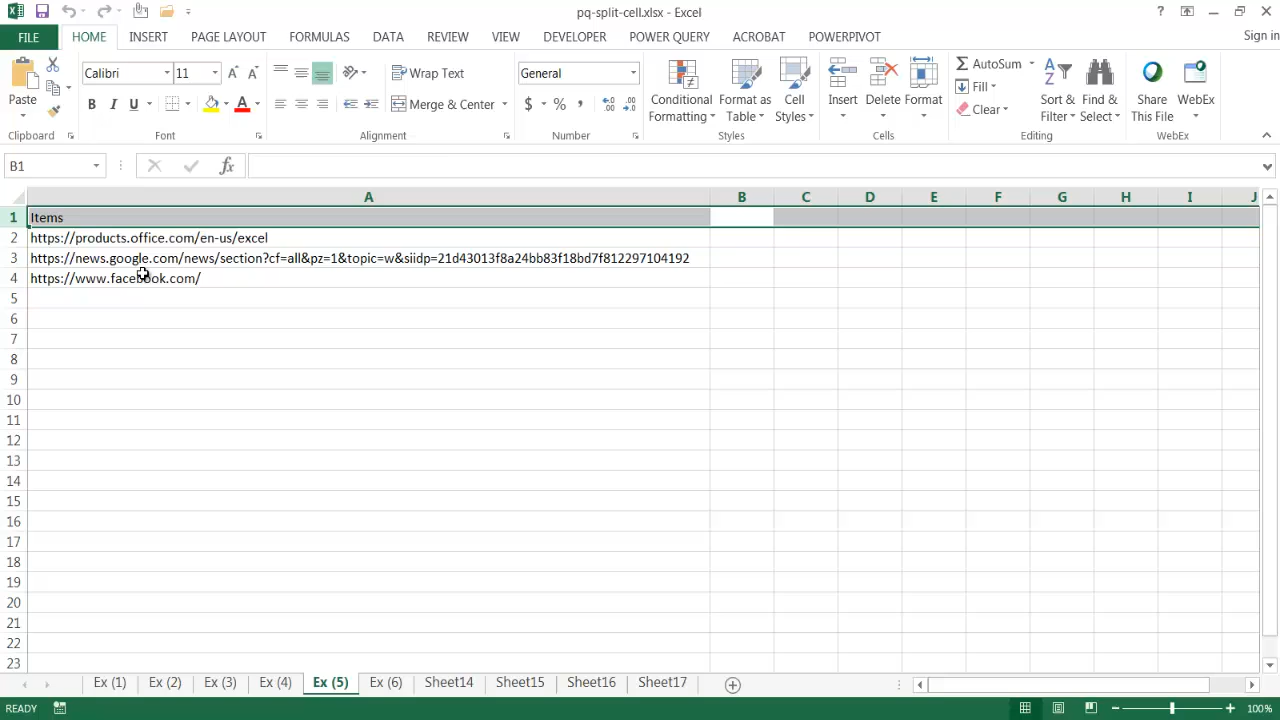 pq-split-cell.xlsx - Excel
?
FILE HOME INSERT PAGE LAYOUT FORMULAS DATA REVIEW VIEW DEVELOPER POWER QUERY ACROBAT POWERPIVOT Sign in
Paste
Clipboard
Calibri 11
B I U
Font
Wrap Text
Merge & Center
Alignment
General
$ % ,
Number
Conditional Formatting
Format as Table
Cell Styles
Styles
Insert Delete Format
Cells
AutoSum
Fill
Clear
Sort & Filter
Find & Select
Editing
Share This File
WebEx
WebEx
B1 fx
A B C D E F G H I J
1 Items
2 https://products.office.com/en-us/excel
3 https://news.google.com/news/section?cf=all&pz=1&topic=w&siidp=21d43013f8a24bb83f18bd7f812297104192
4 https://www.facebook.com/
5
6
7
8
9
10
11
12
13
14
15
16
17
18
19
20
21
22
23
Ex (1) Ex (2) Ex (3) Ex (4) Ex (5) Ex (6) Sheet14 Sheet15 Sheet16 Sheet17
READY 100%